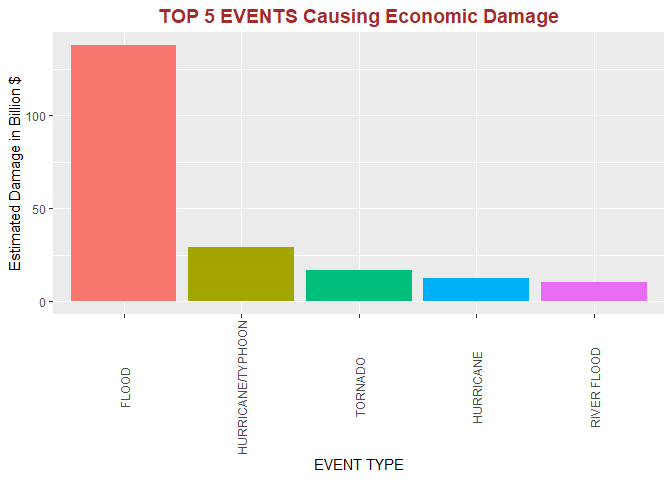 TOP 5 EVENTS Causing Economic Damage
Estimated Damage in Billion $
100
50
0
FLOOD
HURRICANE/TYPHOON
TORNADO
HURRICANE
RIVER FLOOD
EVENT TYPE